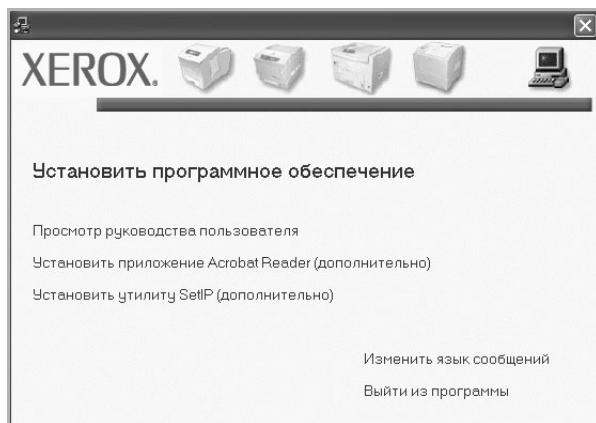 XEROX.
Установить программное обеспечение
Просмотр руководства пользователя
Установить приложение Acrobat Reader (дополнительно)
Установить утилиту SetIP (дополнительно)
Изменить язык сообщений
Выйти из программы